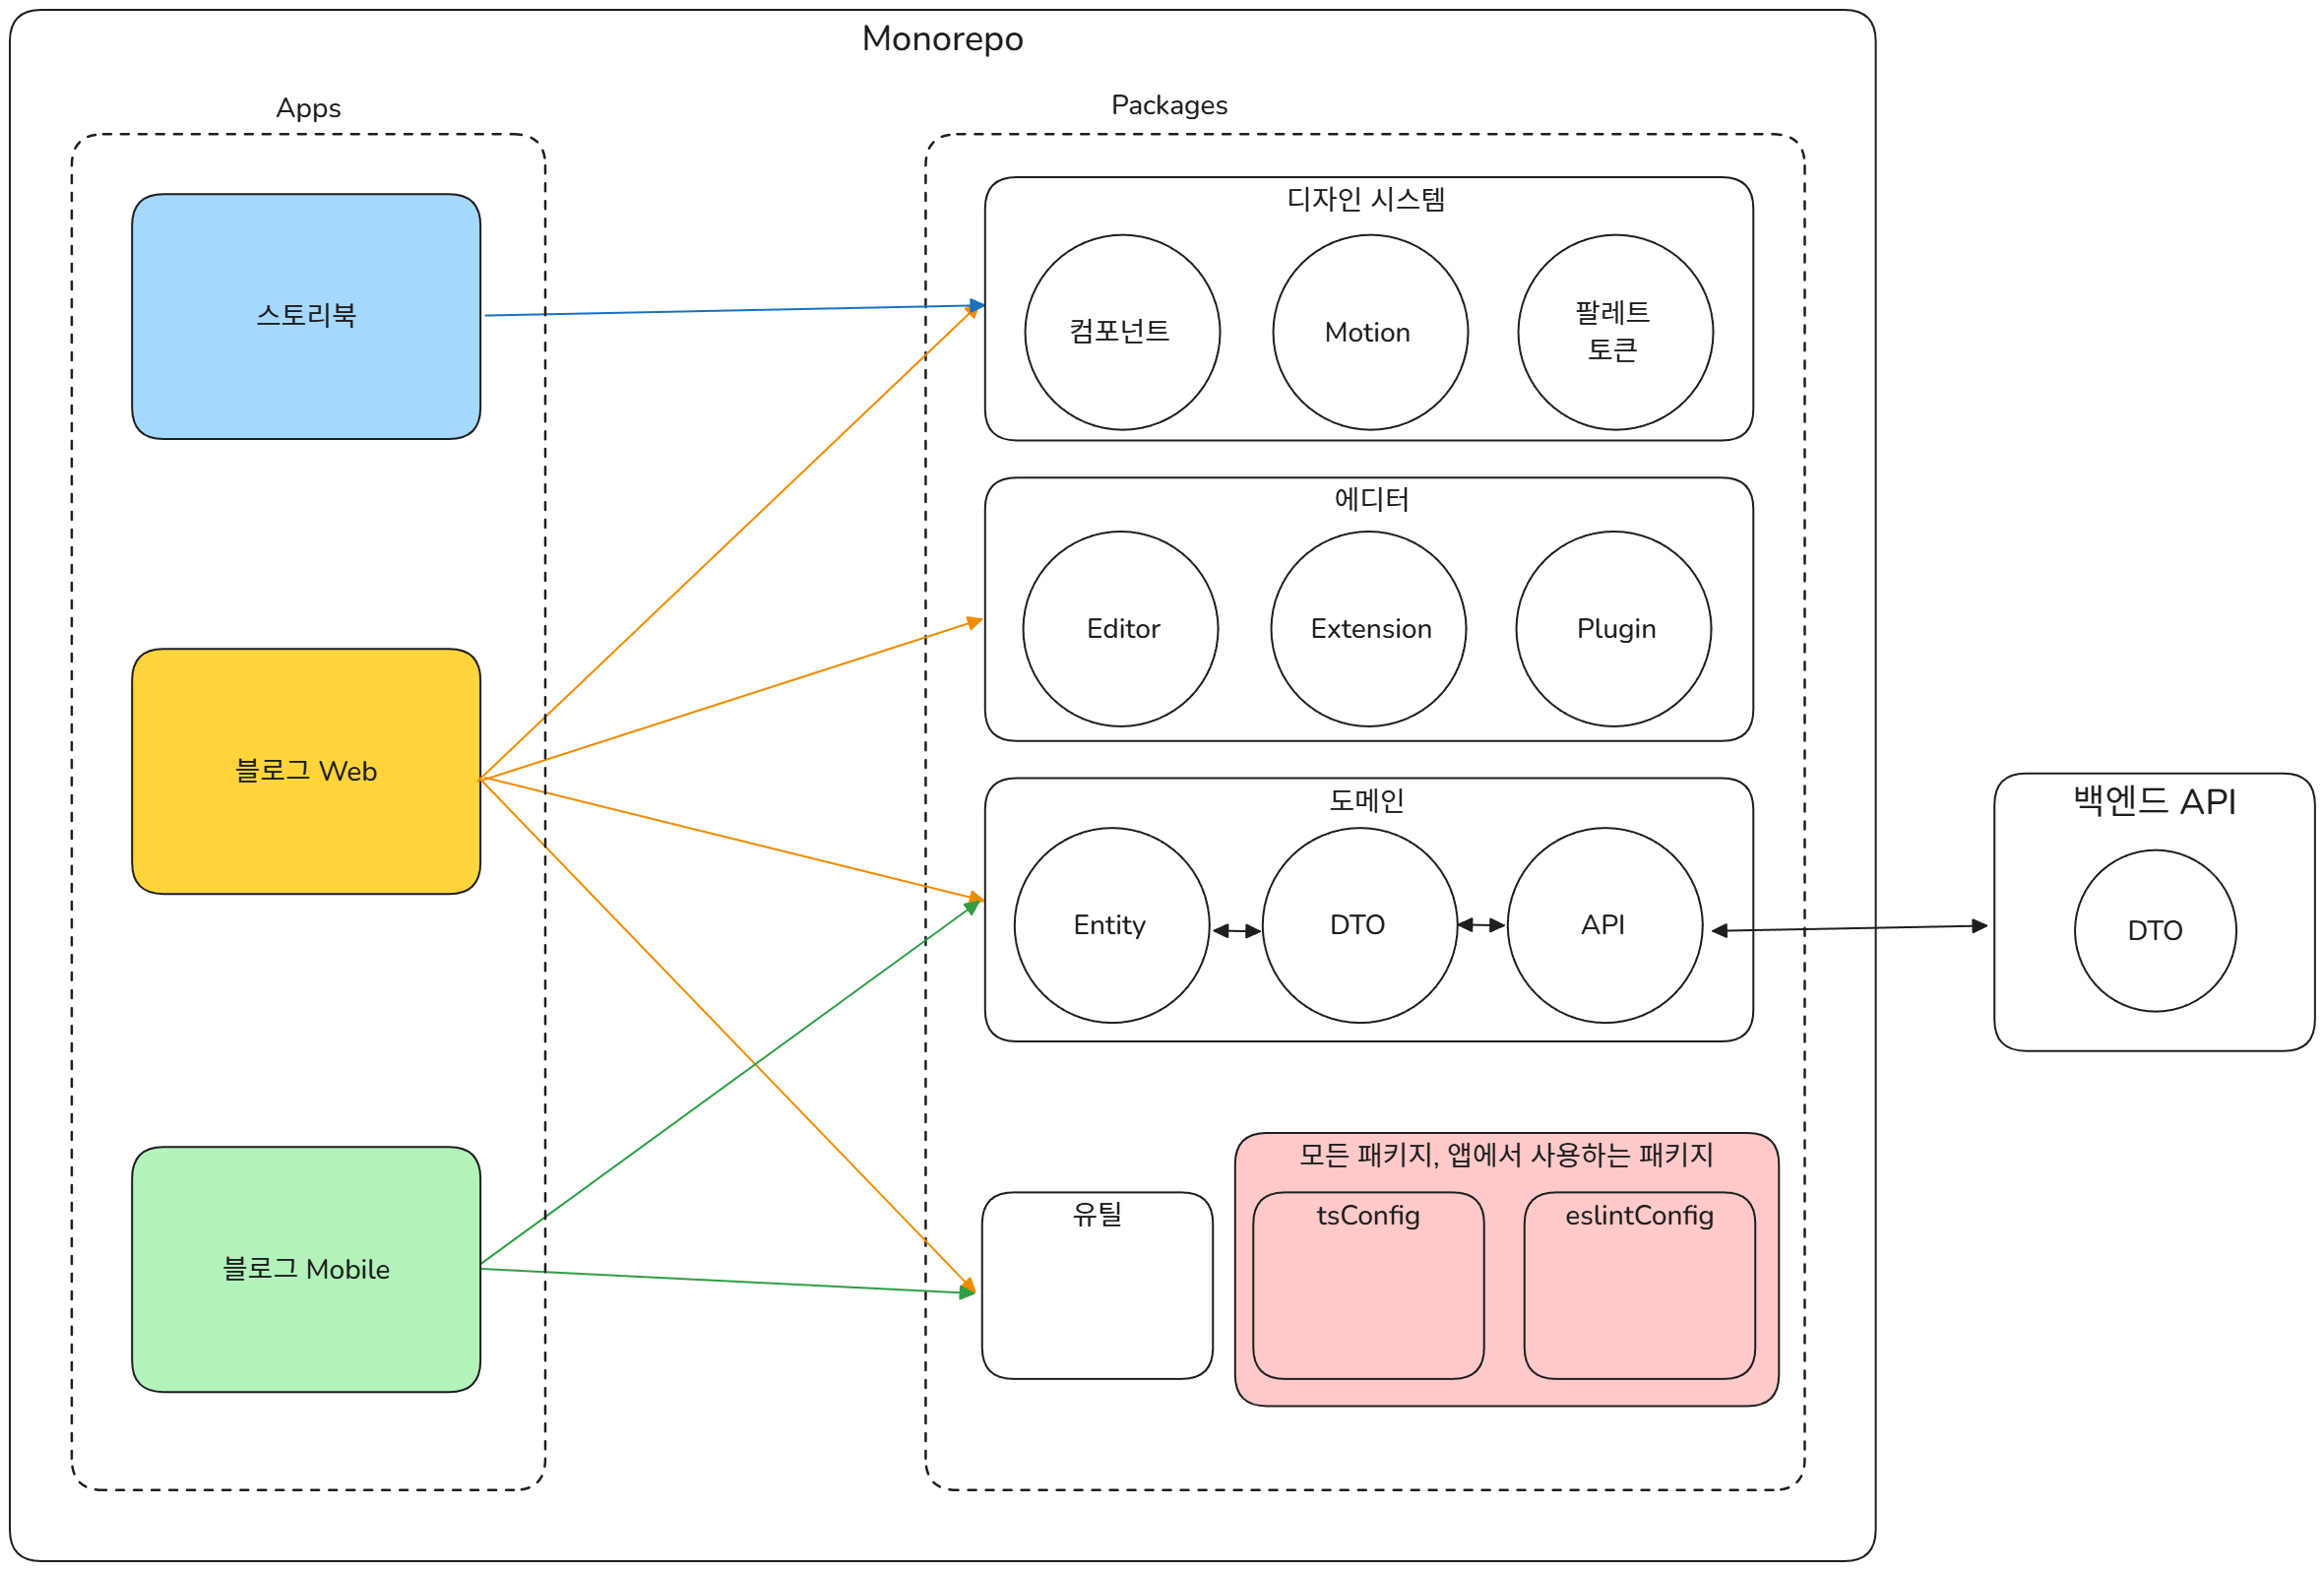 Monorepo
Apps
Packages
스토리북
블로그 Web
블로그 Mobile
디자인 시스템
컴포넌트
Motion
팔레트
토큰
에디터
Editor
Extension
Plugin
도메인
Entity
DTO
API
유틸
모든 패키지, 앱에서 사용하는 패키지
tsConfig
eslintConfig
백엔드 API
DTO